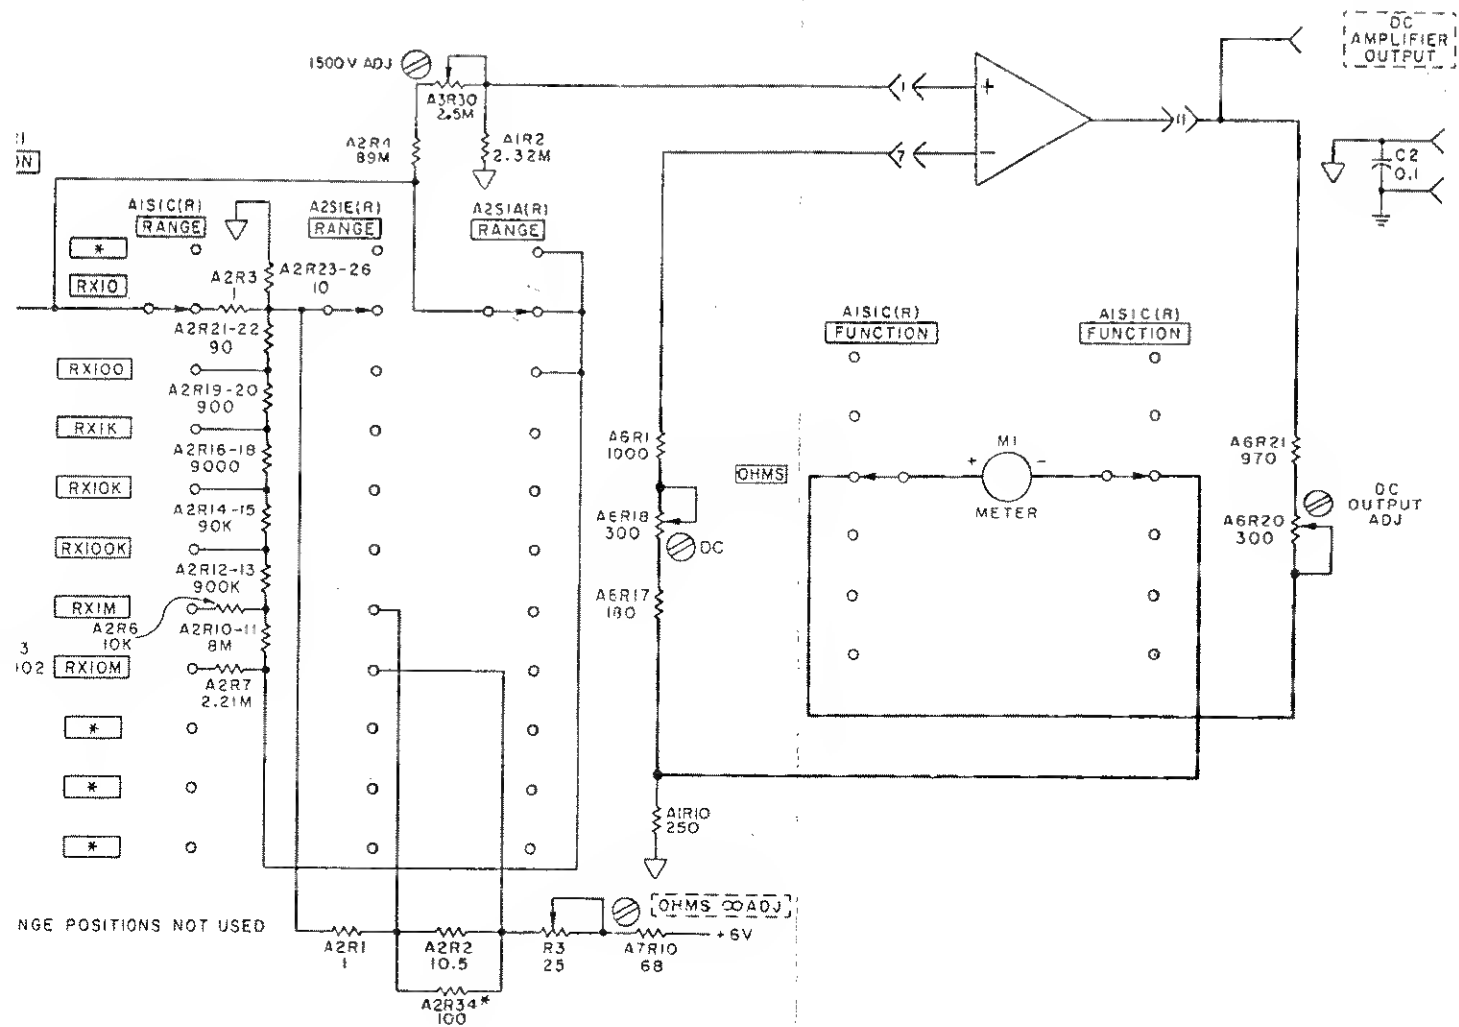 DC
AMPLIFIER
OUTPUT
1500V ADJ
A3R30
2.5M
1
+
11
A2R4
89M
A1R2
2.32M
7
-
C2
0.1
A1S1C(R)
RANGE
A2S1E(R)
RANGE
A2S1A(R)
RANGE
*
RX10
A2R3
1
A2R23-26
10
A2R21-22
90
A1S1C(R)
FUNCTION
A1S1C(R)
FUNCTION
RX100
A2R19-20
900
RX1K
A2R16-18
9000
A6R1
1000
OHMS
+
M1
-
METER
A6R21
970
RX10K
A2R14-15
90K
A6R18
300
DC
A6R20
300
DC
OUTPUT
ADJ
RX100K
A2R12-13
900K
A6R17
180
RX1M
A2R6
10K
A2R10-11
8M
3
102
RX10M
A2R7
2.21M
*
*
*
A1R10
250
NGE POSITIONS NOT USED
OHMS ∞ ADJ
A2R1
1
A2R2
10.5
R3
25
A7R10
68
+6V
A2R34*
100